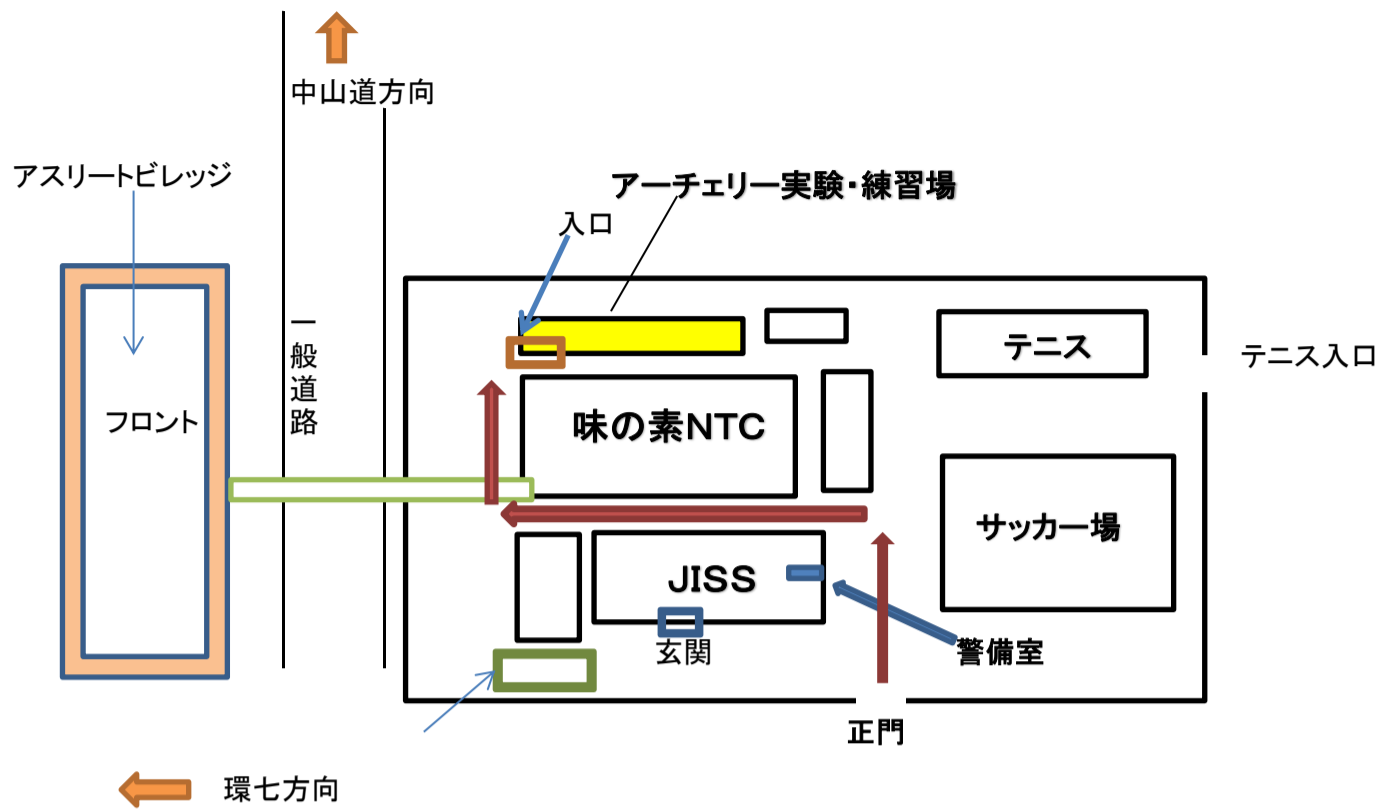 中山道方向
アスリートビレッジ
アーチェリー実験・練習場
入口
一般道路
テニス
テニス入口
フロント
味の素NTC
サッカー場
JISS
玄関
警備室
正門
環七方向